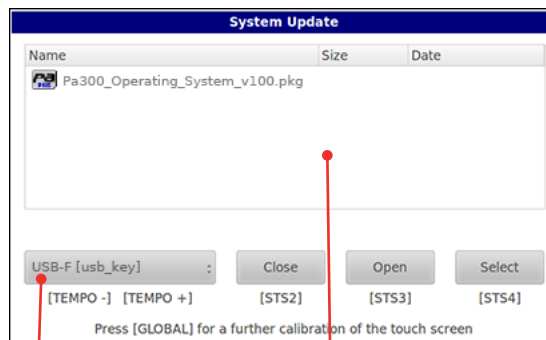 System Update
Name Size Date
Pa300_Operating_System_v100.pkg
USB-F [usb_key] : Close Open Select
[TEMPO -] [TEMPO +] [STS2] [STS3] [STS4]
Press [GLOBAL] for a further calibration of the touch screen